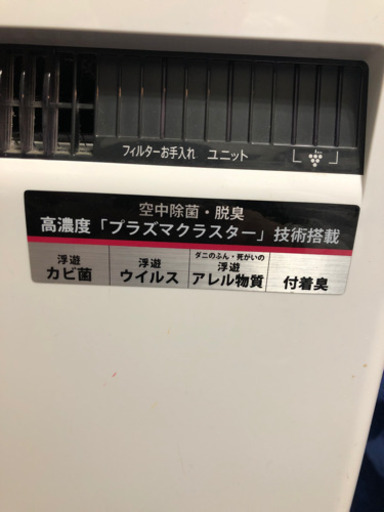 フィルターお手入れ ユニット
空中除菌・脱臭
高濃度「プラズマクラスター」技術搭載
浮遊
カビ菌
浮遊
ウイルス
ダニのふん・死がいの
浮遊
アレル物質
付着臭